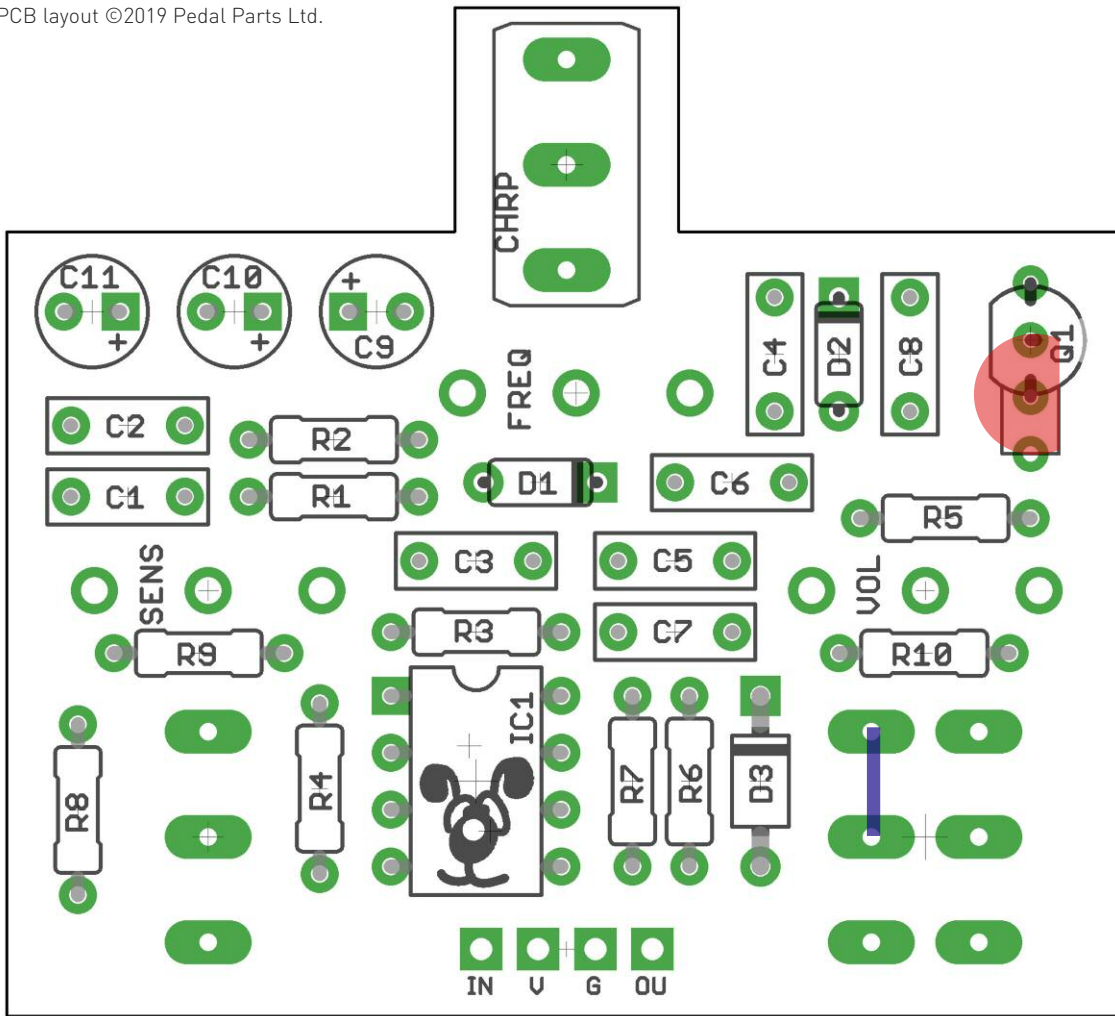 PCB layout ©2019 Pedal Parts Ltd.
CHRP
C11
C10
+
+
+
C9
C4
D2
C8
Q1
FREQ
C2
R2
C1
R1
D1
C6
R5
C3
C5
SENS
VOL
R9
R3
C7
R10
IC1
R8
R4
R7
R6
D3
IN V G OU